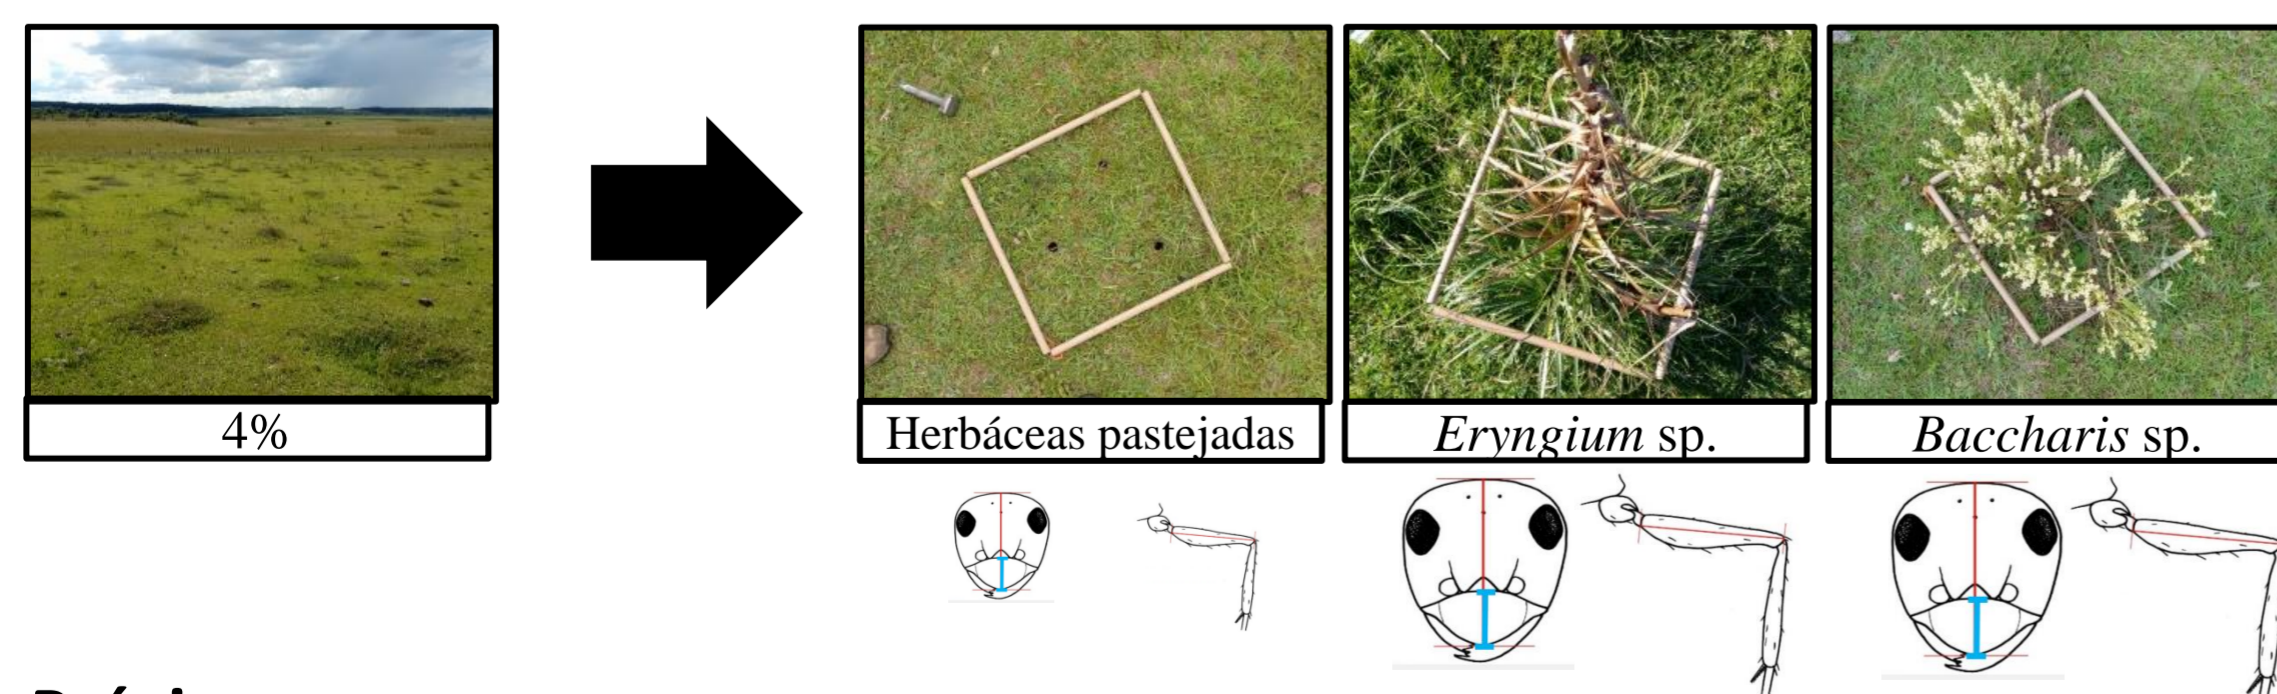 4%
Herbáceas pastejadas
Eryngium sp.
Baccharis sp.